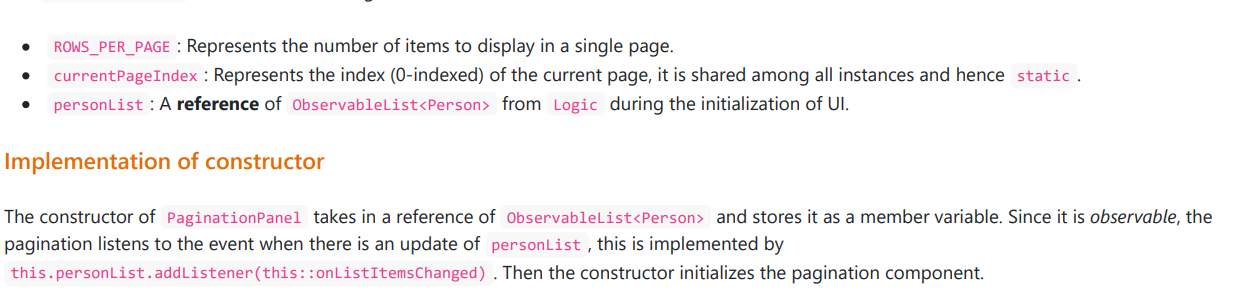 ROWS_PER_PAGE : Represents the number of items to display in a single page.
currentPageIndex : Represents the index (0-indexed) of the current page, it is shared among all instances and hence static .
personList : A reference of ObservableList<Person> from Logic during the initialization of UI.
Implementation of constructor
The constructor of PaginationPanel takes in a reference of ObservableList<Person> and stores it as a member variable. Since it is observable, the
pagination listens to the event when there is an update of personList , this is implemented by
this.personList.addListener(this::onListItemsChanged) . Then the constructor initializes the pagination component.